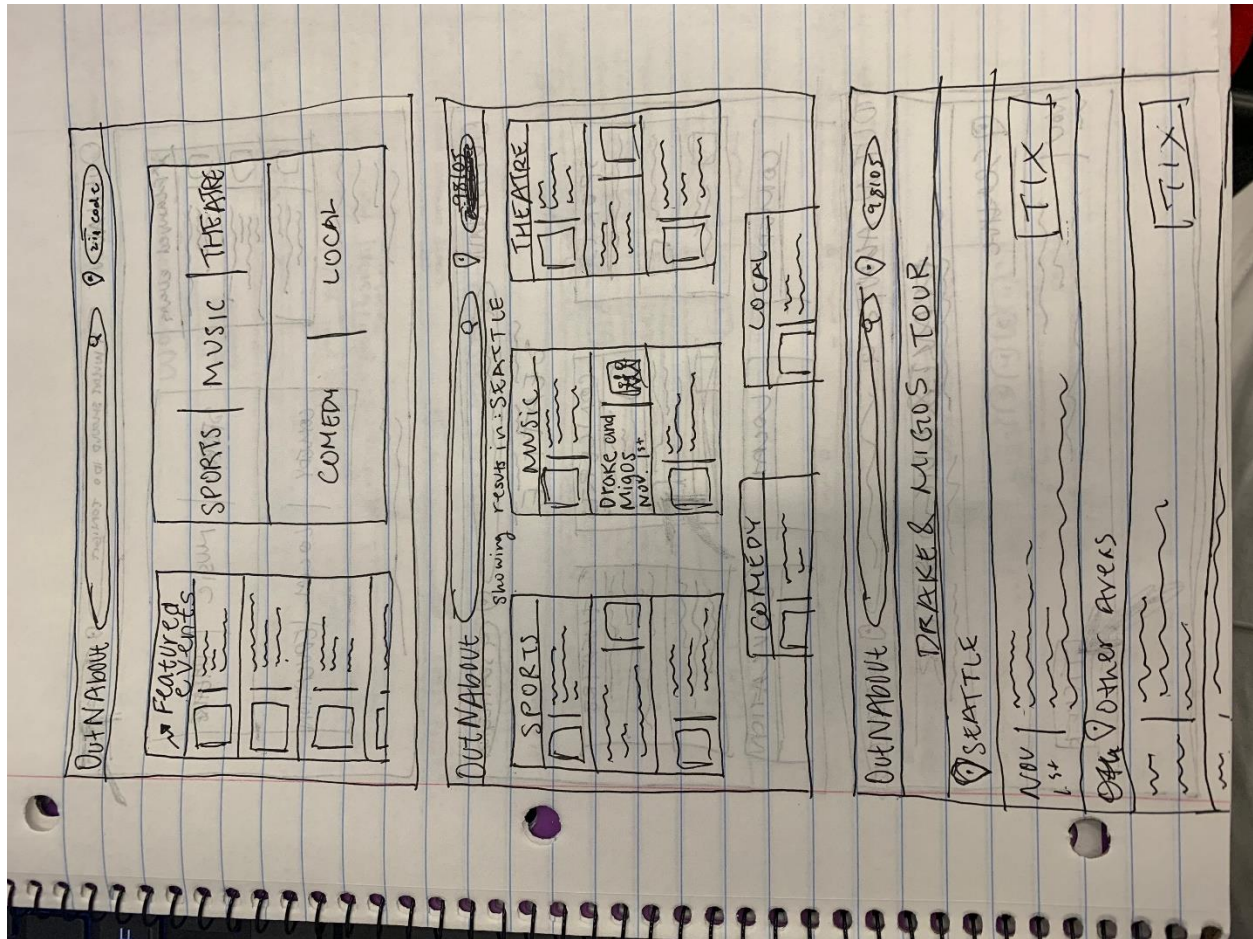 OutNAbout
zip code
Featured
events
SPORTS
MUSIC
THEATRE
COMEDY
LOCAL
OutNAbout
98105
showing results in: SEATTLE
SPORTS
MUSIC
Drake and
Migos
Nov. 1st
THEATRE
COMEDY
LOCAL
OutNAbout
98105
DRAKE & MIGOS TOUR
SEATTLE
NOV
1st
TIX
Other Areas
TIX